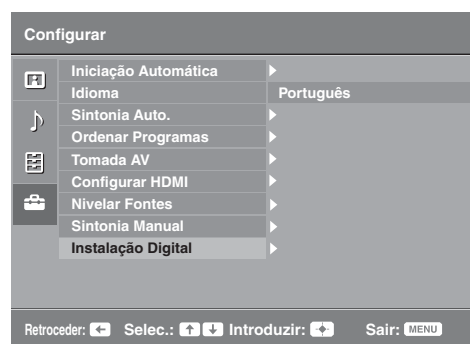 Configurar
Iniciação Automática
Idioma Português
Sintonia Auto.
Ordenar Programas
Tomada AV
Configurar HDMI
Nivelar Fontes
Sintonia Manual
Instalação Digital
Retroceder: Selec.: Introduzir: Sair: MENU